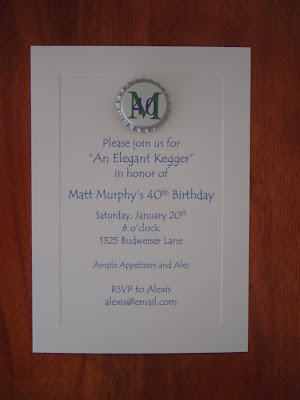 M
40
Please join us for
"An Elegant Kegger"
in honor of
Matt Murphy's 40th Birthday
Saturday, January 20th
6 o'clock
1325 Budweiser Lane
Ample Appetizers and Ales
RSVP to Alexis
alexis@email.com